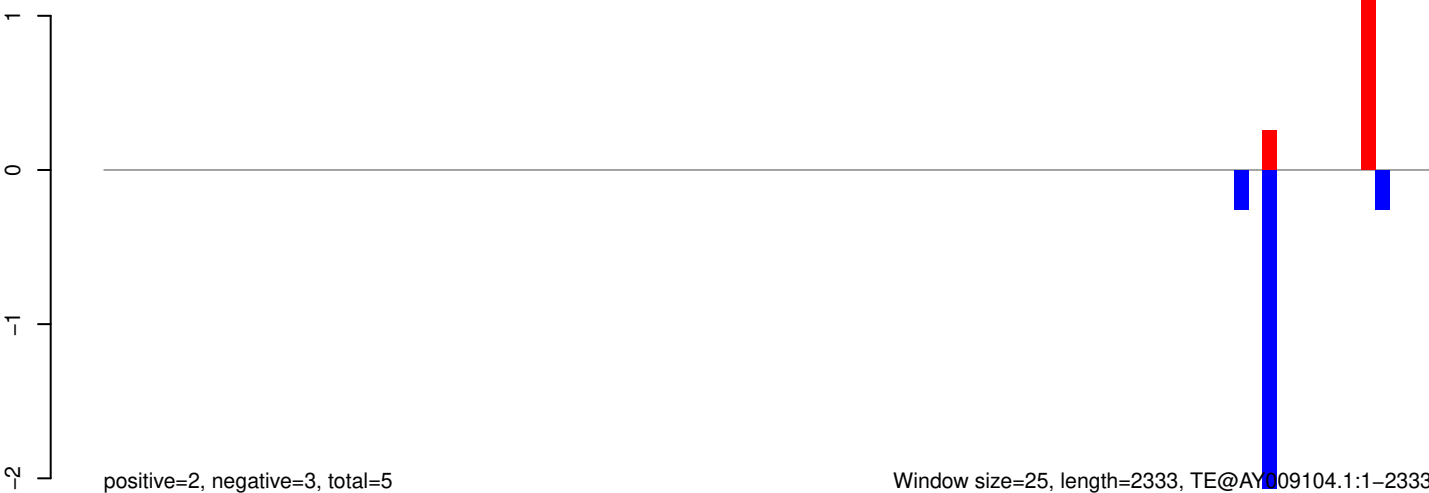 1
0
−1
−2
positive=2, negative=3, total=5
Window size=25, length=2333, TE@AY009104.1:1−2333